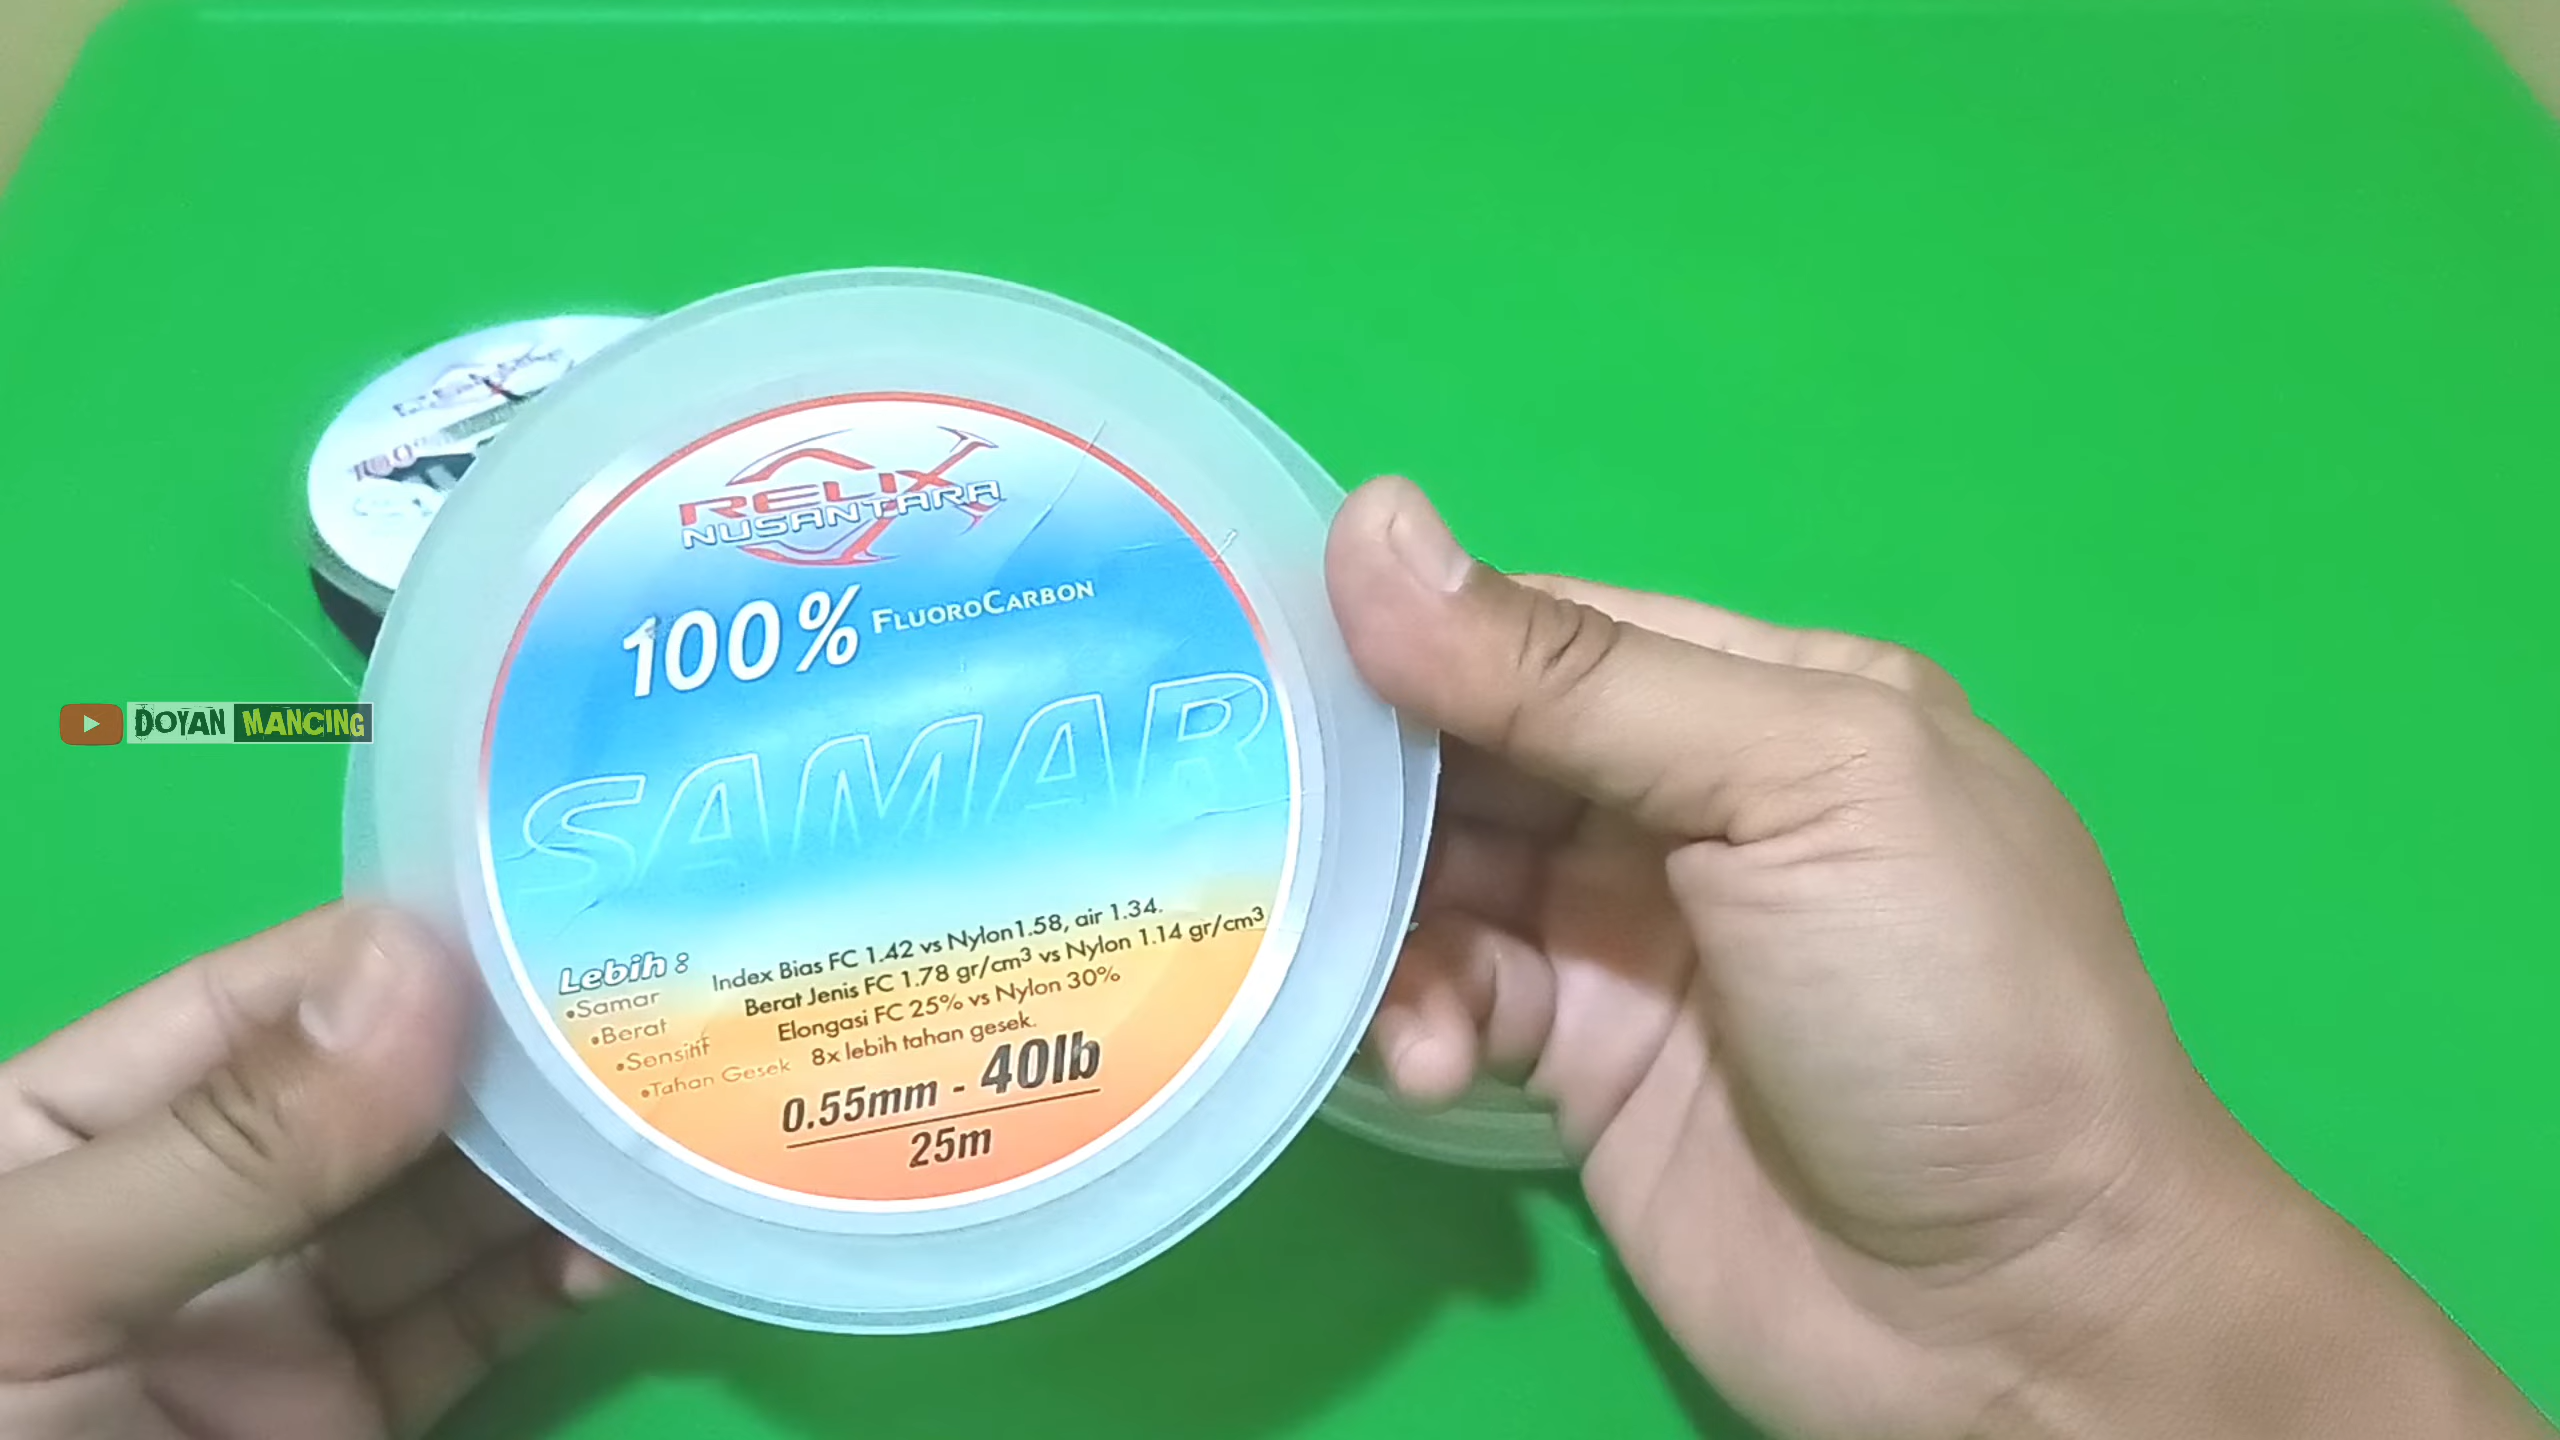 RELIX
NUSANTARA
100% FLUOROCARBON
SAMAR
Lebih :
•Samar Index Bias FC 1.42 vs Nylon1.58, air 1.34.
•Berat Berat Jenis FC 1.78 gr/cm³ vs Nylon 1.14 gr/cm³
•Sensitif Elongasi FC 25% vs Nylon 30%
•Tahan Gesek 8x lebih tahan gesek.
0.55mm - 40lb
25m
DOYAN MANCING